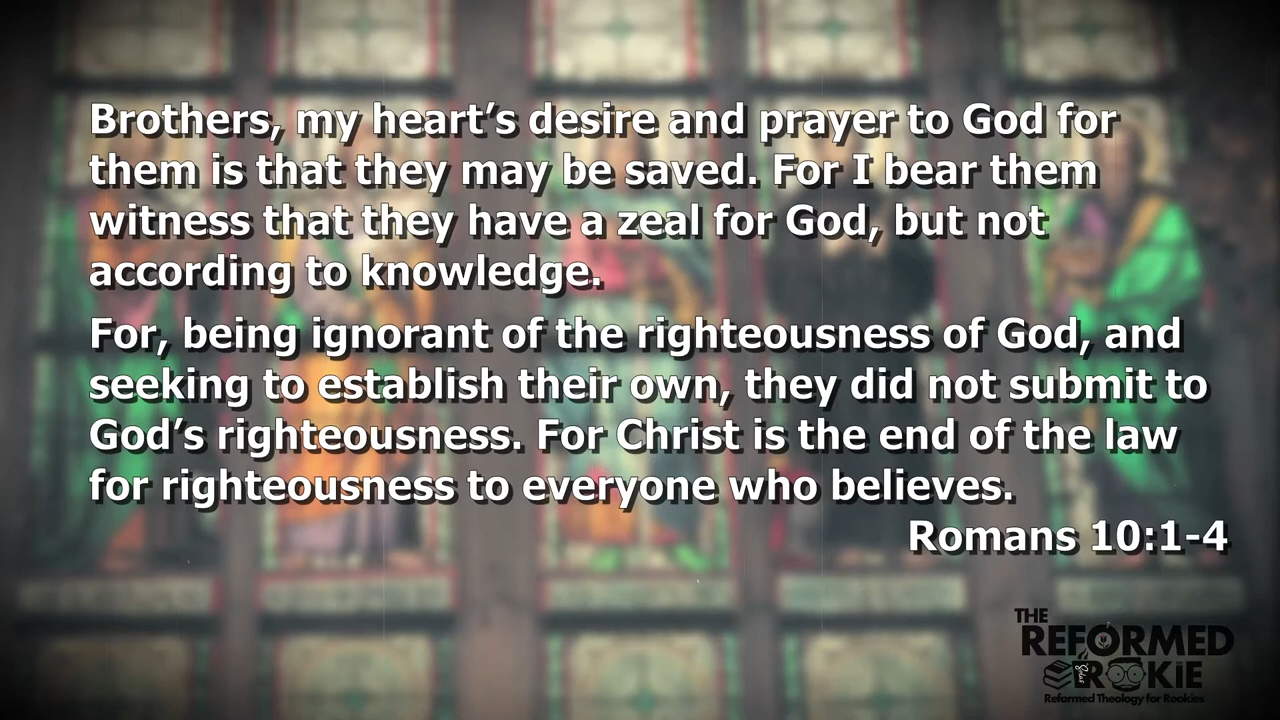 Brothers, my heart’s desire and prayer to God for
them is that they may be saved. For I bear them
witness that they have a zeal for God, but not
according to knowledge.
For, being ignorant of the righteousness of God, and
seeking to establish their own, they did not submit to
God’s righteousness. For Christ is the end of the law
for righteousness to everyone who believes.
Romans 10:1-4
THE
REFORMED
ROOKiE
Reformed Theology for Rookies